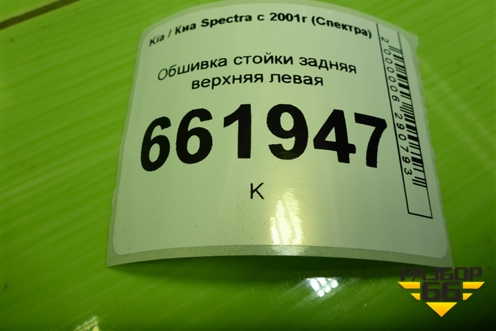 Kia / Киа Spectra с 2001г (Спектра)
Обшивка стойки задняя
верхняя левая
661947
К
2000006290793
РАЗБОР
66